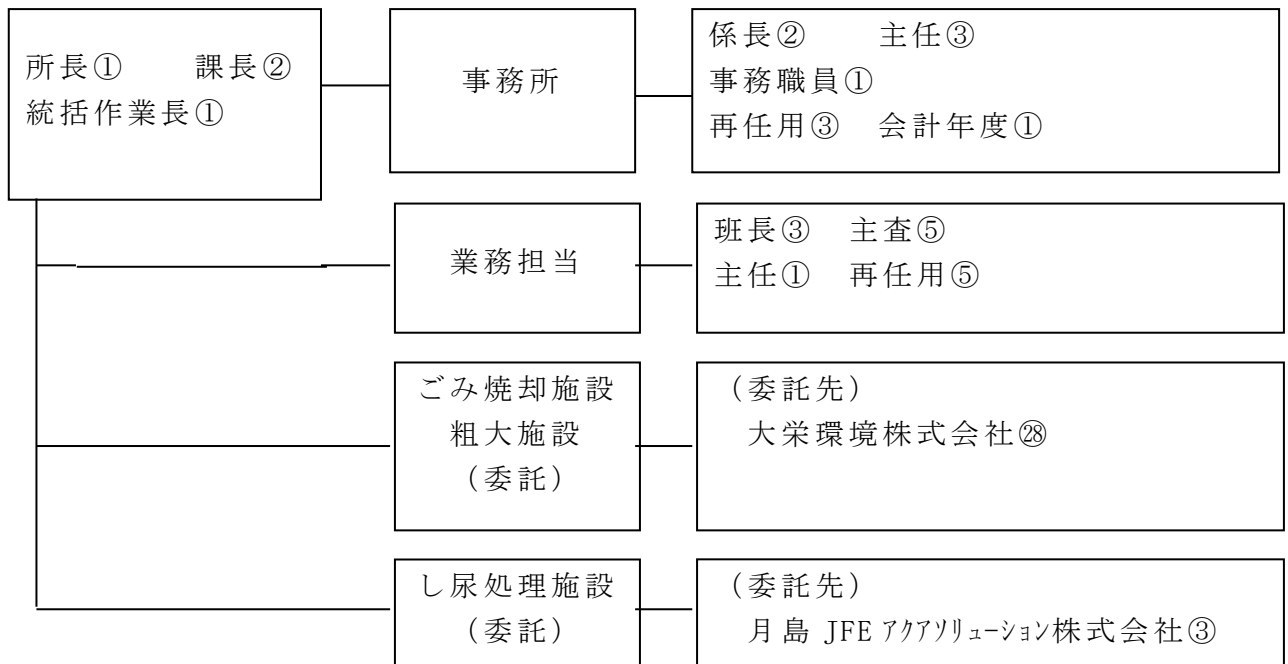 所長①　課長②
統括作業長①
事務所
係長②　主任③
事務職員①
再任用③　会計年度①
業務担当
班長③　主査⑤
主任①　再任用⑤
ごみ焼却施設
粗大施設
（委託）
（委託先）
大栄環境株式会社㉘
し尿処理施設
（委託）
（委託先）
月島 JFE ｱｸｱｿﾘｭｰｼｮﾝ株式会社③